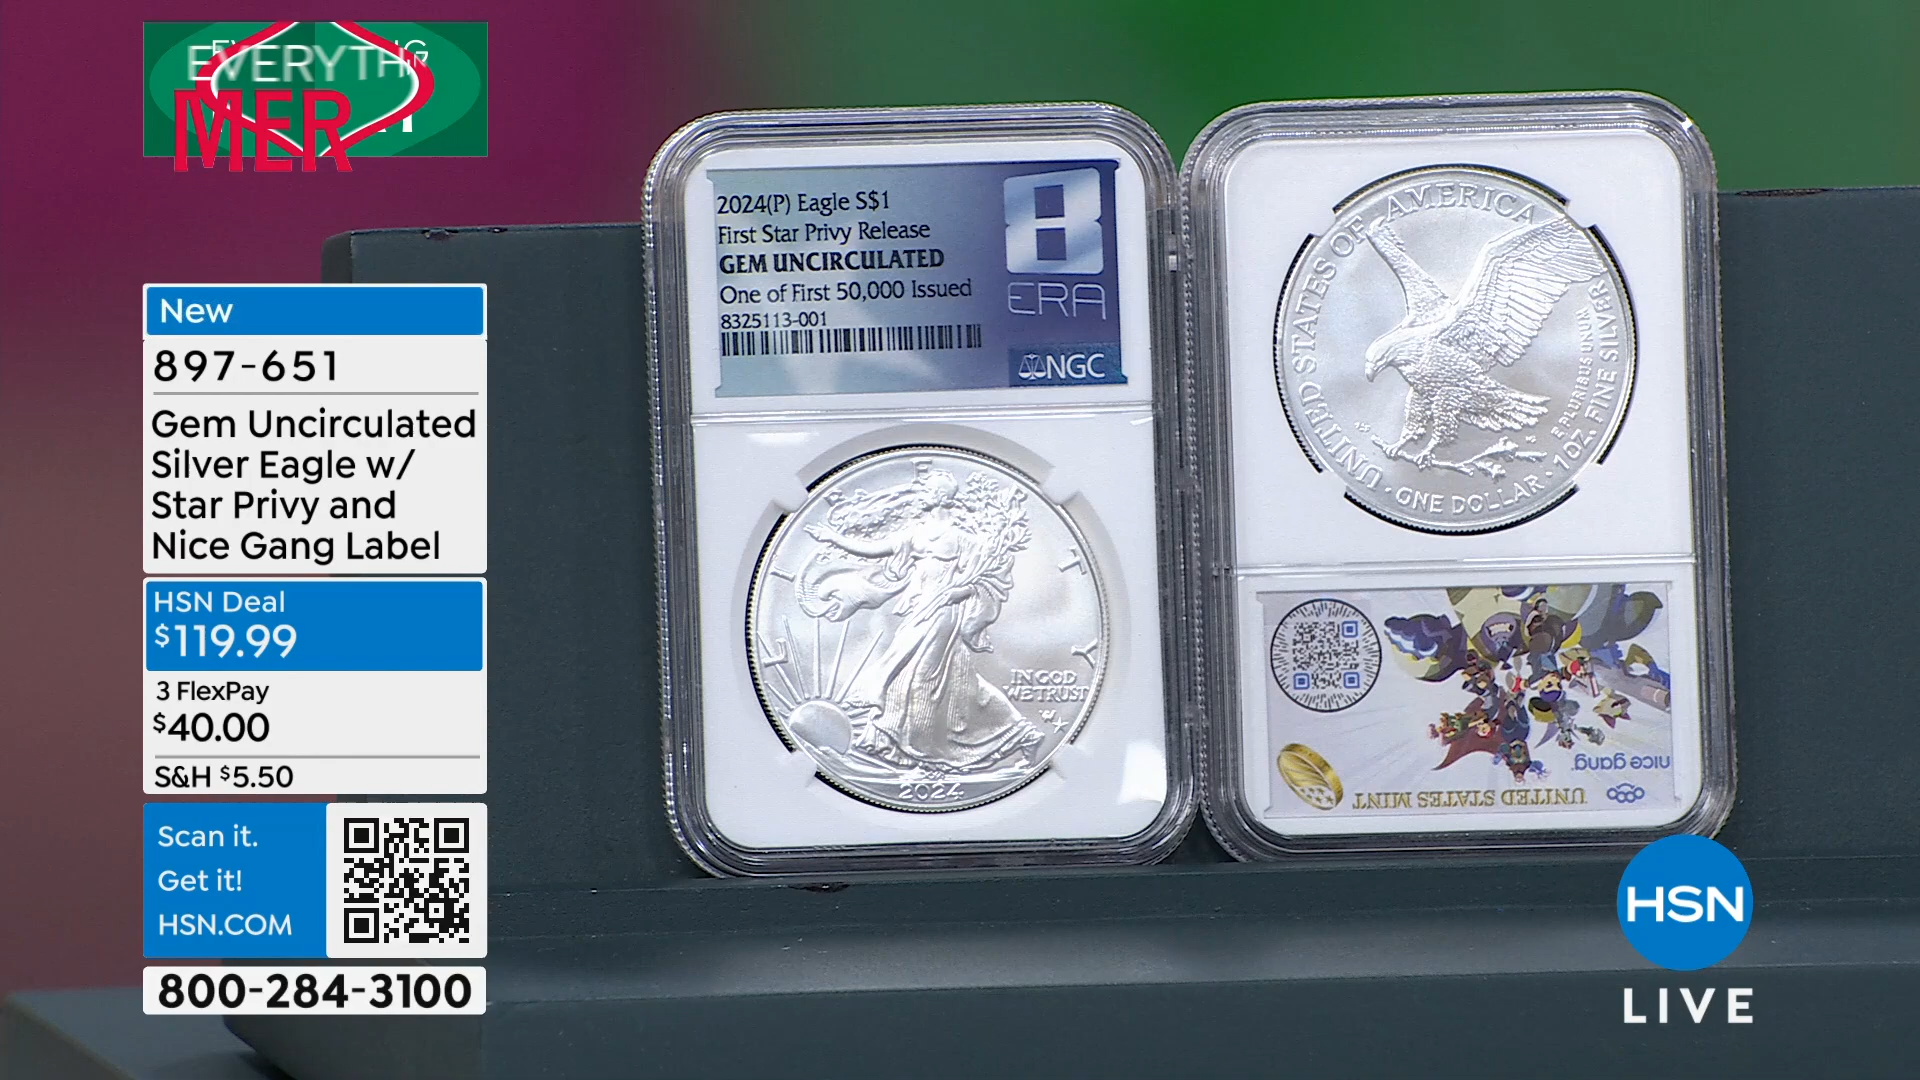 EVERYTHING
MER
New
897-651
Gem Uncirculated
Silver Eagle w/
Star Privy and
Nice Gang Label
HSN Deal
$119.99
3 FlexPay
$40.00
S&H $5.50
Scan it.
Get it!
HSN.COM
800-284-3100
2024(P) Eagle S$1
First Star Privy Release
GEM UNCIRCULATED
One of First 50,000 Issued
8325113-001
8
ERA
NGC
LIBERTY
IN GOD
WE TRUST
2024
UNITED STATES OF AMERICA
E PLURIBUS UNUM
1 OZ. FINE SILVER
ONE DOLLAR
nice gang.
UNITED STATES MINT
HSN
LIVE